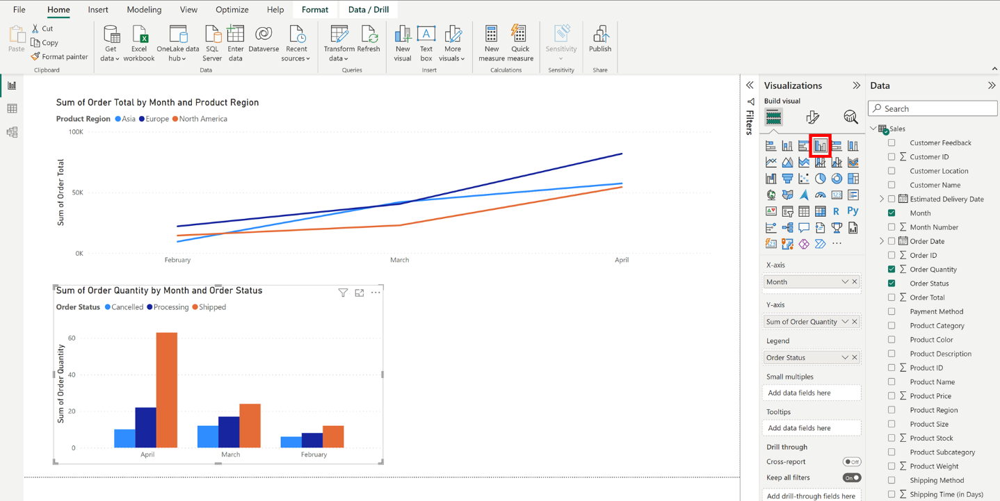 File Home Insert Modeling View Optimize Help Format Data / Drill
Paste
Cut
Copy
Format painter
Clipboard
Get data
Excel workbook
OneLake data hub
SQL Server
Enter data
Dataverse
Recent sources
Data
Transform data
Refresh
Queries
New visual
Text box
More visuals
Insert
New measure
Quick measure
Calculations
Sensitivity
Sensitivity
Publish
Share
Sum of Order Total by Month and Product Region
Product Region Asia Europe North America
100K
50K
0K
Sum of Order Total
February March April
Sum of Order Quantity by Month and Order Status
Order Status Cancelled Processing Shipped
60
40
20
0
Sum of Order Quantity
April March February
Filters
Visualizations
Build visual
123
R Py
123
X-axis
Month
Y-axis
Sum of Order Quantity
Legend
Order Status
Small multiples
Add data fields here
Tooltips
Add data fields here
Drill through
Cross-report Off
Keep all filters On
Add drill-through fields here
Data
Search
Sales
Customer Feedback
Customer ID
Customer Location
Customer Name
Estimated Delivery Date
Month
Month Number
Order Date
Order ID
Order Quantity
Order Status
Order Total
Payment Method
Product Category
Product Color
Product Description
Product ID
Product Name
Product Price
Product Region
Product Size
Product Stock
Product Subcategory
Product Weight
Shipping Method
Shipping Time (in Days)